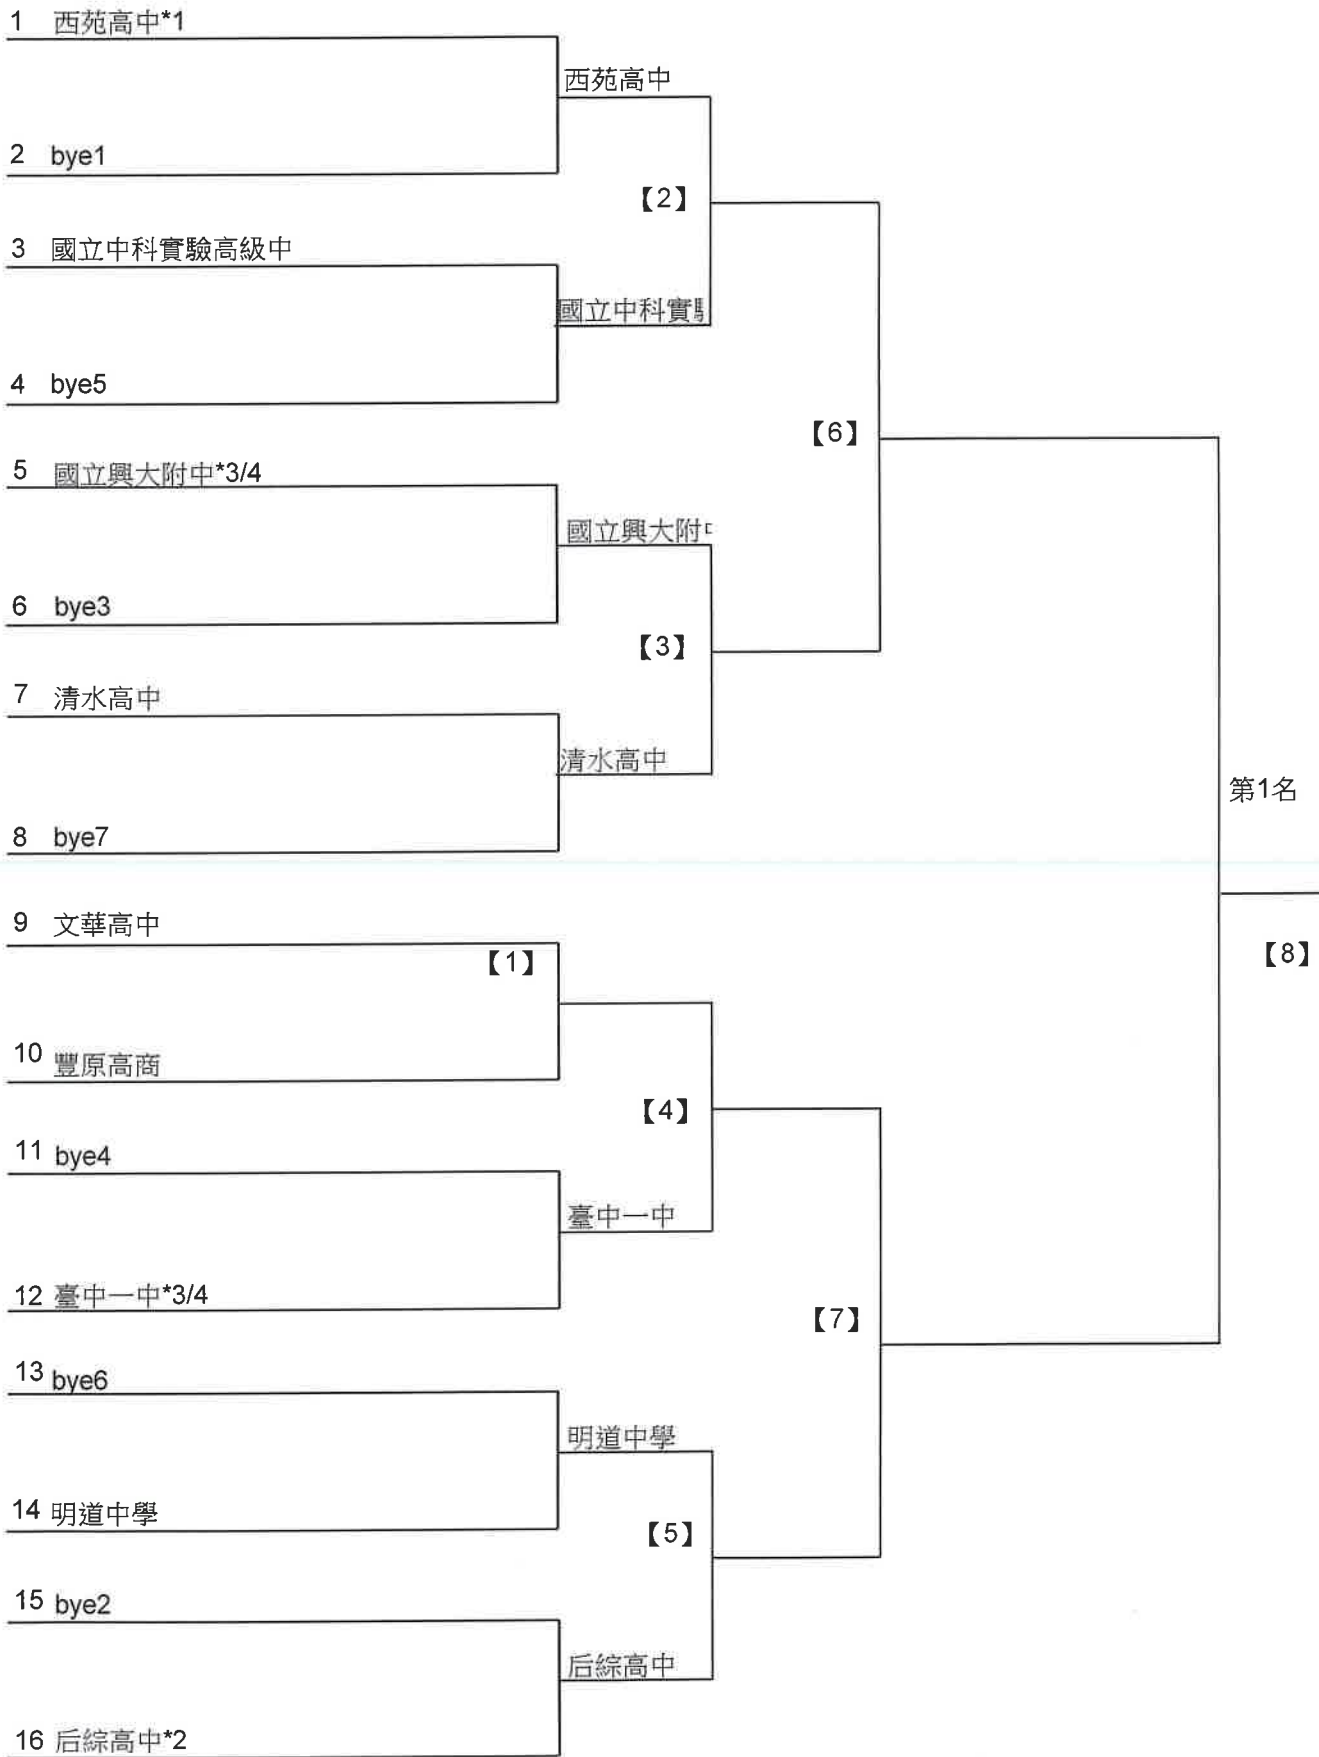 1 西苑高中*1
西苑高中
2 bye1
【2】
3 國立中科實驗高級中
國立中科實驗
4 bye5
【6】
5 國立興大附中*3/4
國立興大附中
6 bye3
【3】
7 清水高中
清水高中
第1名
8 bye7
9 文華高中
【1】
【8】
10 豐原高商
【4】
11 bye4
臺中一中
12 臺中一中*3/4
【7】
13 bye6
明道中學
14 明道中學
【5】
15 bye2
后綜高中
16 后綜高中*2